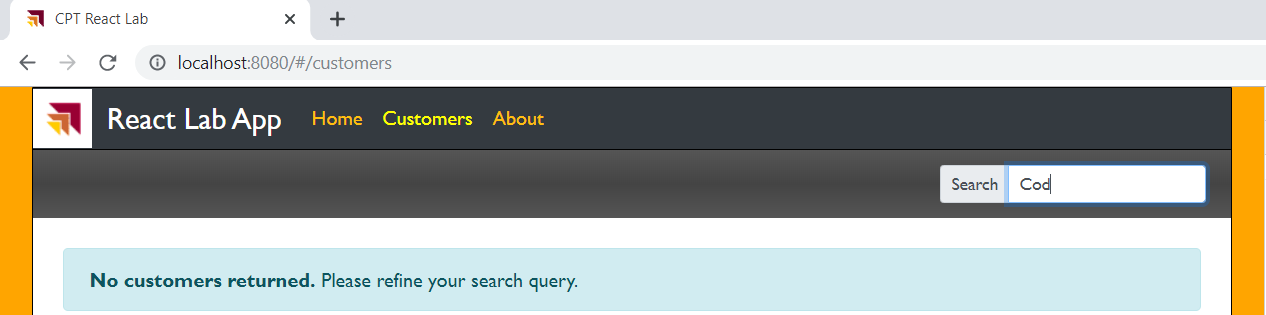 CPT React Lab
localhost:8080/#/customers
React Lab App Home Customers About
Search Cod
No customers returned. Please refine your search query.